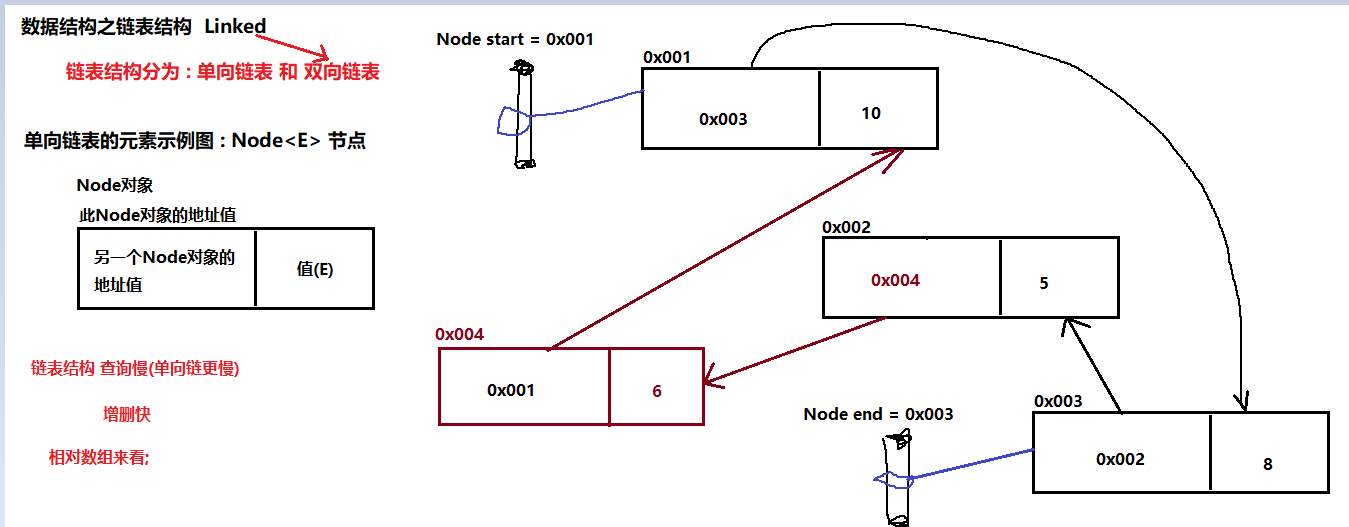 数据结构之链表结构 Linked
链表结构分为：单向链表 和 双向链表
单向链表的元素示例图：Node<E> 节点
Node对象
此Node对象的地址值
另一个Node对象的
地址值
值(E)
链表结构 查询慢(单向链更慢)
增删快
相对数组来看;
Node start = 0x001
0x001
0x003
10
0x002
0x004
5
0x004
0x001
6
Node end = 0x003
0x003
0x002
8